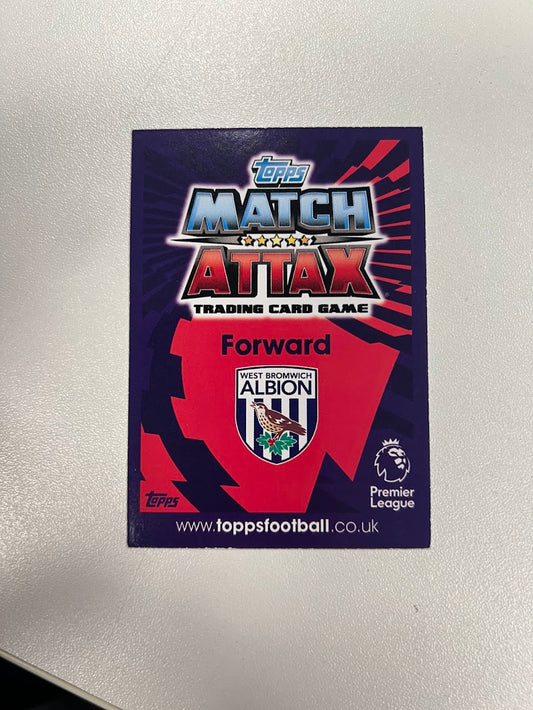 topps
MATCH
ATTAX
TRADING CARD GAME
Forward
WEST BROMWICH
ALBION
Premier
League
topps
www.toppsfootball.co.uk